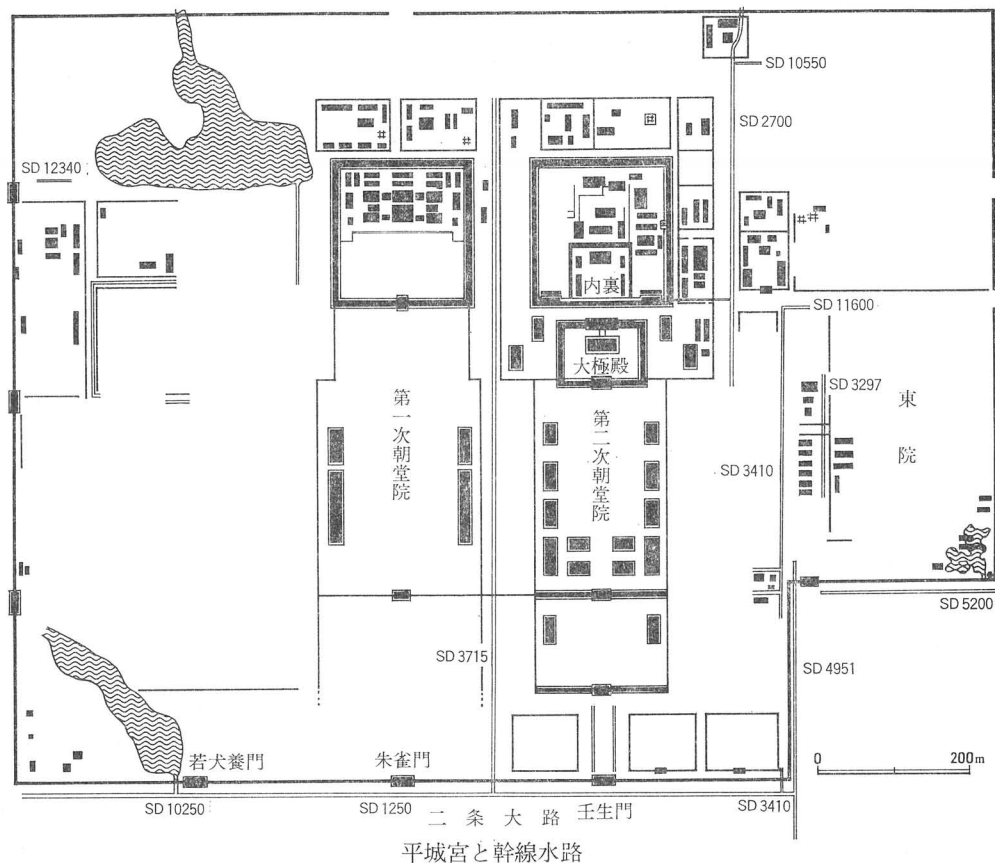 SD 10550
SD 2700
SD 12340
内裏
SD 11600
大極殿
SD 3297
第一次朝堂院
第二次朝堂院
東院
SD 3410
SD 5200
SD 3715
SD 4951
若犬養門
朱雀門
0 200m
SD 10250
SD 1250
二条大路
壬生門
SD 3410
平城宮と幹線水路